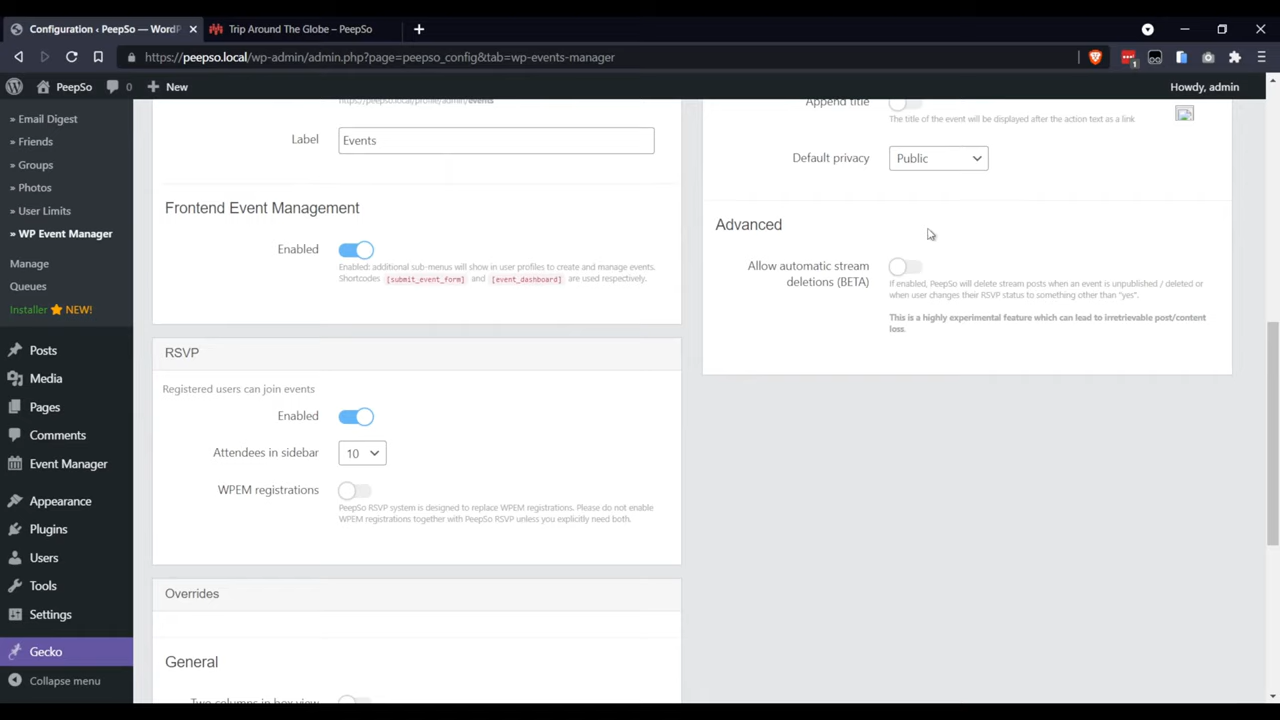 Configuration ‹ PeepSo — WordP
Trip Around The Globe – PeepSo
https://peepso.local/wp-admin/admin.php?page=peepso_config&tab=wp-events-manager
1
PeepSo
0
New
Howdy, admin
» Email Digest
» Friends
» Groups
» Photos
» User Limits
» WP Event Manager
Manage
Queues
Installer ⭐ NEW!
Posts
Media
Pages
Comments
Event Manager
Appearance
Plugins
Users
Tools
Settings
Gecko
Collapse menu
https://peepso.local/profile/admin/events
Label
Events
Frontend Event Management
Enabled
Enabled: additional sub-menus will show in user profiles to create and manage events.
Shortcodes [submit_event_form] and [event_dashboard] are used respectively.
RSVP
Registered users can join events
Enabled
Attendees in sidebar
10
WPEM registrations
PeepSo RSVP system is designed to replace WPEM registrations. Please do not enable
WPEM registrations together with PeepSo RSVP unless you explicitly need both.
Overrides
General
Two columns in box view
Append title
The title of the event will be displayed after the action text as a link
Default privacy
Public
Advanced
Allow automatic stream
deletions (BETA)
If enabled, PeepSo will delete stream posts when an event is unpublished / deleted or
when user changes their RSVP status to something other than "yes".
This is a highly experimental feature which can lead to irretrievable post/content
loss.